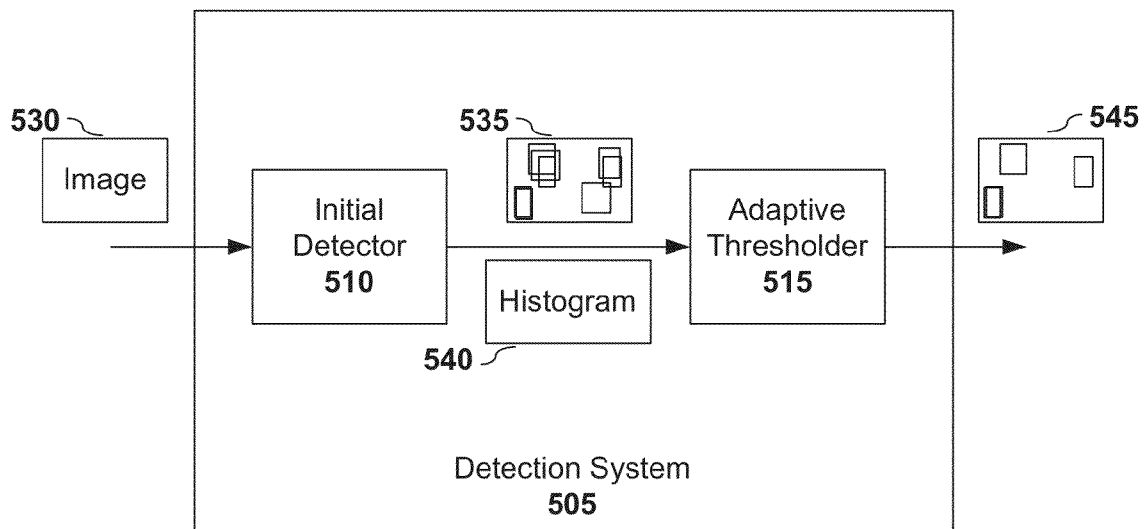 530
Image
535
545
Initial
Detector
510
Adaptive
Thresholder
515
Histogram
540
Detection System
505